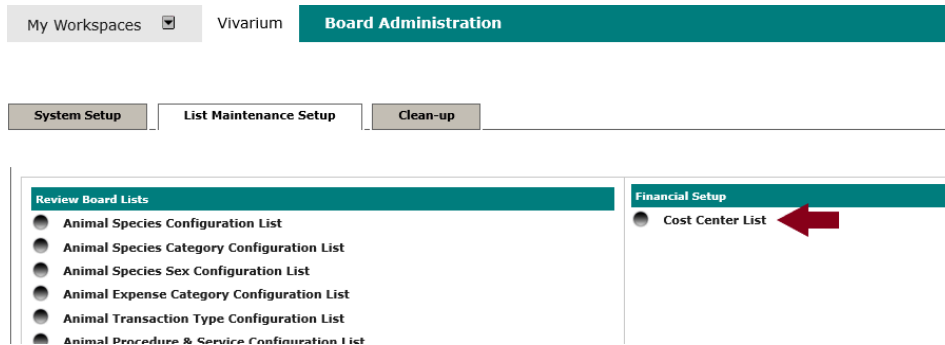 My Workspaces Vivarium Board Administration
System Setup List Maintenance Setup Clean-up
Review Board Lists
Animal Species Configuration List
Animal Species Category Configuration List
Animal Species Sex Configuration List
Animal Expense Category Configuration List
Animal Transaction Type Configuration List
Animal Procedure & Service Configuration List
Financial Setup
Cost Center List